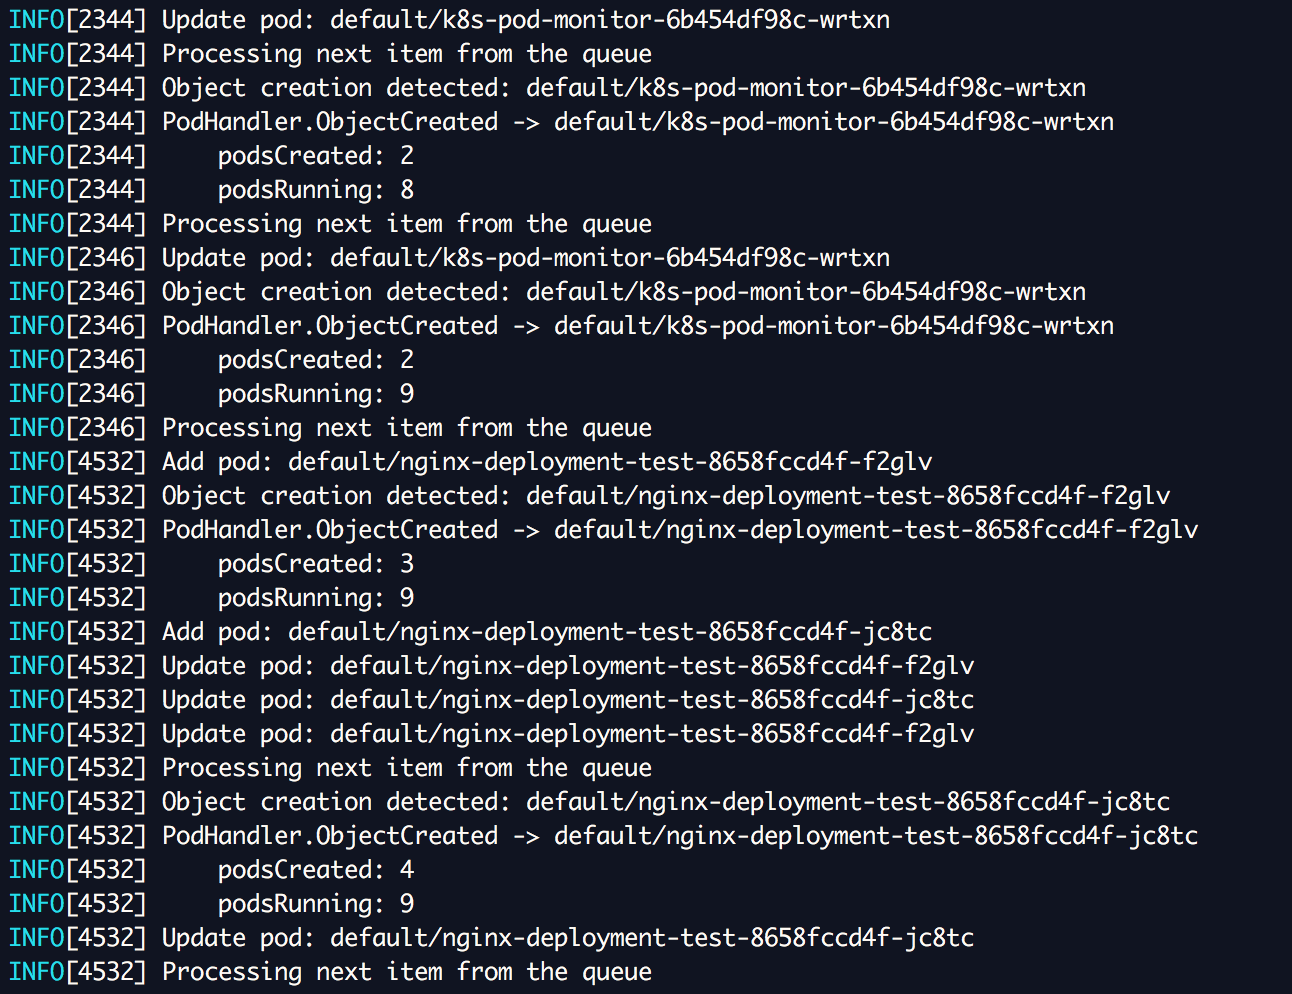 INFO[2344] Update pod: default/k8s-pod-monitor-6b454df98c-wrtxn
INFO[2344] Processing next item from the queue
INFO[2344] Object creation detected: default/k8s-pod-monitor-6b454df98c-wrtxn
INFO[2344] PodHandler.ObjectCreated -> default/k8s-pod-monitor-6b454df98c-wrtxn
INFO[2344]     podsCreated: 2
INFO[2344]     podsRunning: 8
INFO[2344] Processing next item from the queue
INFO[2346] Update pod: default/k8s-pod-monitor-6b454df98c-wrtxn
INFO[2346] Object creation detected: default/k8s-pod-monitor-6b454df98c-wrtxn
INFO[2346] PodHandler.ObjectCreated -> default/k8s-pod-monitor-6b454df98c-wrtxn
INFO[2346]     podsCreated: 2
INFO[2346]     podsRunning: 9
INFO[2346] Processing next item from the queue
INFO[4532] Add pod: default/nginx-deployment-test-8658fccd4f-f2glv
INFO[4532] Object creation detected: default/nginx-deployment-test-8658fccd4f-f2glv
INFO[4532] PodHandler.ObjectCreated -> default/nginx-deployment-test-8658fccd4f-f2glv
INFO[4532]     podsCreated: 3
INFO[4532]     podsRunning: 9
INFO[4532] Add pod: default/nginx-deployment-test-8658fccd4f-jc8tc
INFO[4532] Update pod: default/nginx-deployment-test-8658fccd4f-f2glv
INFO[4532] Update pod: default/nginx-deployment-test-8658fccd4f-jc8tc
INFO[4532] Update pod: default/nginx-deployment-test-8658fccd4f-f2glv
INFO[4532] Processing next item from the queue
INFO[4532] Object creation detected: default/nginx-deployment-test-8658fccd4f-jc8tc
INFO[4532] PodHandler.ObjectCreated -> default/nginx-deployment-test-8658fccd4f-jc8tc
INFO[4532]     podsCreated: 4
INFO[4532]     podsRunning: 9
INFO[4532] Update pod: default/nginx-deployment-test-8658fccd4f-jc8tc
INFO[4532] Processing next item from the queue